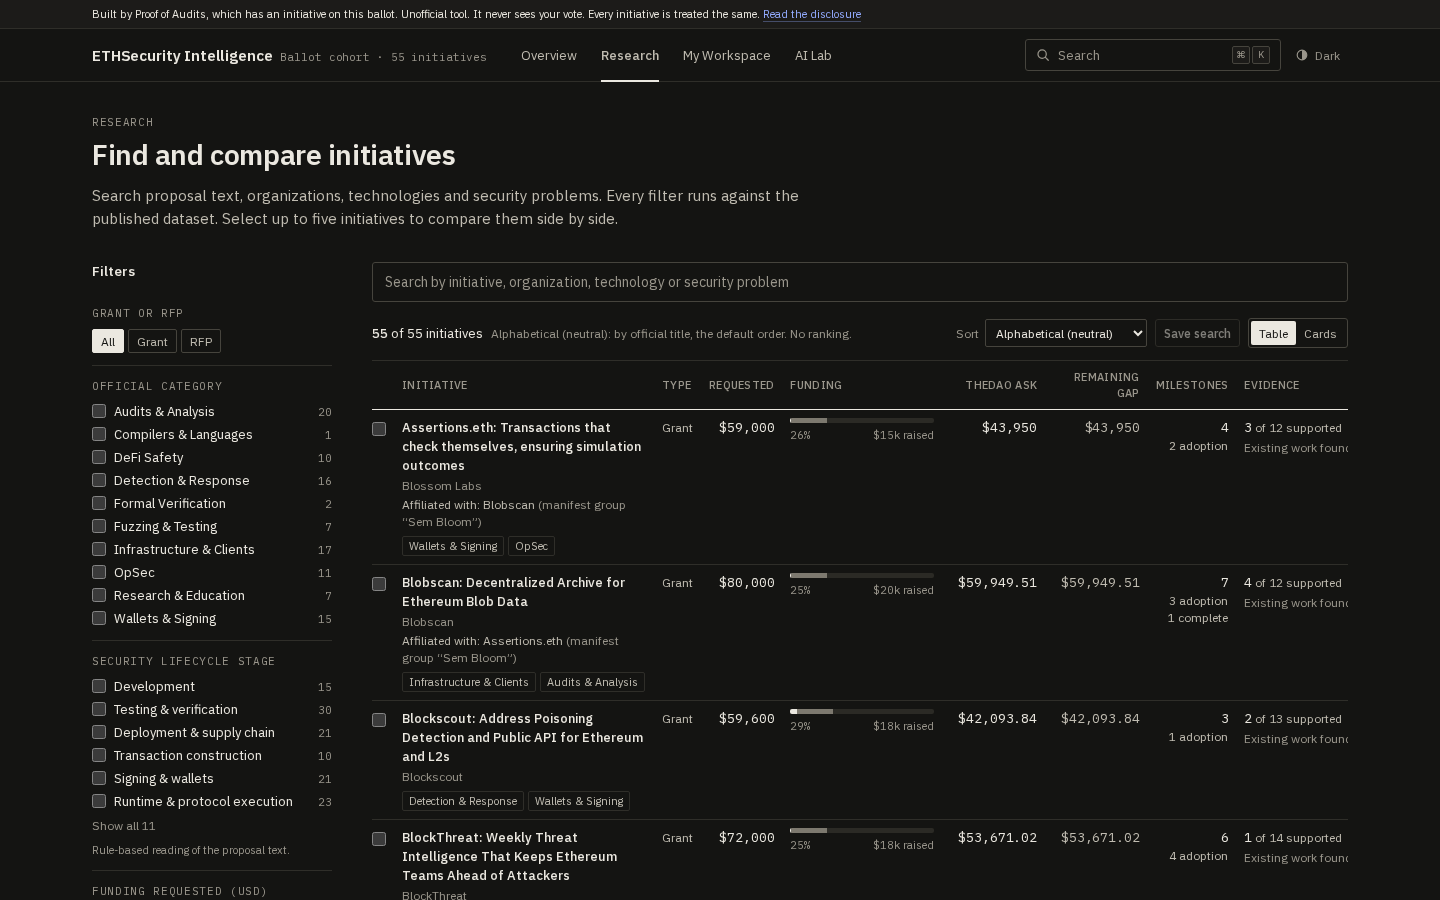 Built by Proof of Audits, which has an initiative on this ballot. Unofficial tool. It never sees your vote. Every initiative is treated the same. Read the disclosure
ETHSecurity Intelligence Ballot cohort · 55 initiatives Overview Research My Workspace AI Lab Search ⌘ K Dark
RESEARCH
Find and compare initiatives
Search proposal text, organizations, technologies and security problems. Every filter runs against the
published dataset. Select up to five initiatives to compare them side by side.
Filters
GRANT OR RFP
All Grant RFP
OFFICIAL CATEGORY
Audits & Analysis 20
Compilers & Languages 1
DeFi Safety 10
Detection & Response 16
Formal Verification 2
Fuzzing & Testing 7
Infrastructure & Clients 17
OpSec 11
Research & Education 7
Wallets & Signing 15
SECURITY LIFECYCLE STAGE
Development 15
Testing & verification 30
Deployment & supply chain 21
Transaction construction 10
Signing & wallets 21
Runtime & protocol execution 23
Show all 11
Rule-based reading of the proposal text.
FUNDING REQUESTED (USD)
Search by initiative, organization, technology or security problem
55 of 55 initiatives Alphabetical (neutral): by official title, the default order. No ranking. Sort Alphabetical (neutral) Save search Table Cards
INITIATIVE TYPE REQUESTED FUNDING THEDAO ASK REMAINING GAP MILESTONES EVIDENCE
Assertions.eth: Transactions that Grant $59,000 26% $15k raised $43,950 $43,950 4 3 of 12 supported
check themselves, ensuring simulation 2 adoption Existing work found
outcomes
Blossom Labs
Affiliated with: Blobscan (manifest group
“Sem Bloom”)
Wallets & Signing OpSec
Blobscan: Decentralized Archive for Grant $80,000 25% $20k raised $59,949.51 $59,949.51 7 4 of 12 supported
Ethereum Blob Data 3 adoption Existing work found
Blobscan 1 complete
Affiliated with: Assertions.eth (manifest
group “Sem Bloom”)
Infrastructure & Clients Audits & Analysis
Blockscout: Address Poisoning Grant $59,600 29% $18k raised $42,093.84 $42,093.84 3 2 of 13 supported
Detection and Public API for Ethereum 1 adoption Existing work found
and L2s
Blockscout
Detection & Response Wallets & Signing
BlockThreat: Weekly Threat Grant $72,000 25% $18k raised $53,671.02 $53,671.02 6 1 of 14 supported
Intelligence That Keeps Ethereum 4 adoption Existing work found
Teams Ahead of Attackers
BlockThreat